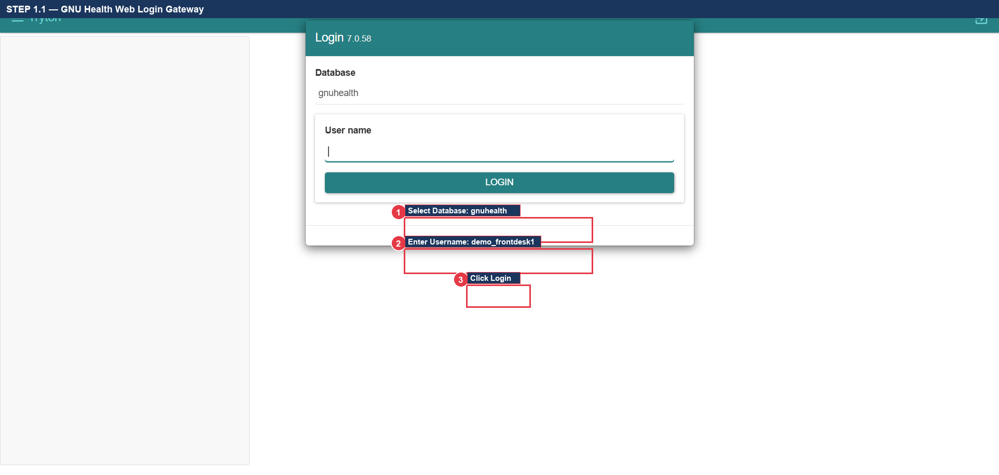 STEP 1.1 — GNU Health Web Login Gateway
Tryton
Login 7.0.58
Database
gnuhealth
User name
LOGIN
1 Select Database: gnuhealth
2 Enter Username: demo_frontdesk1
3 Click Login